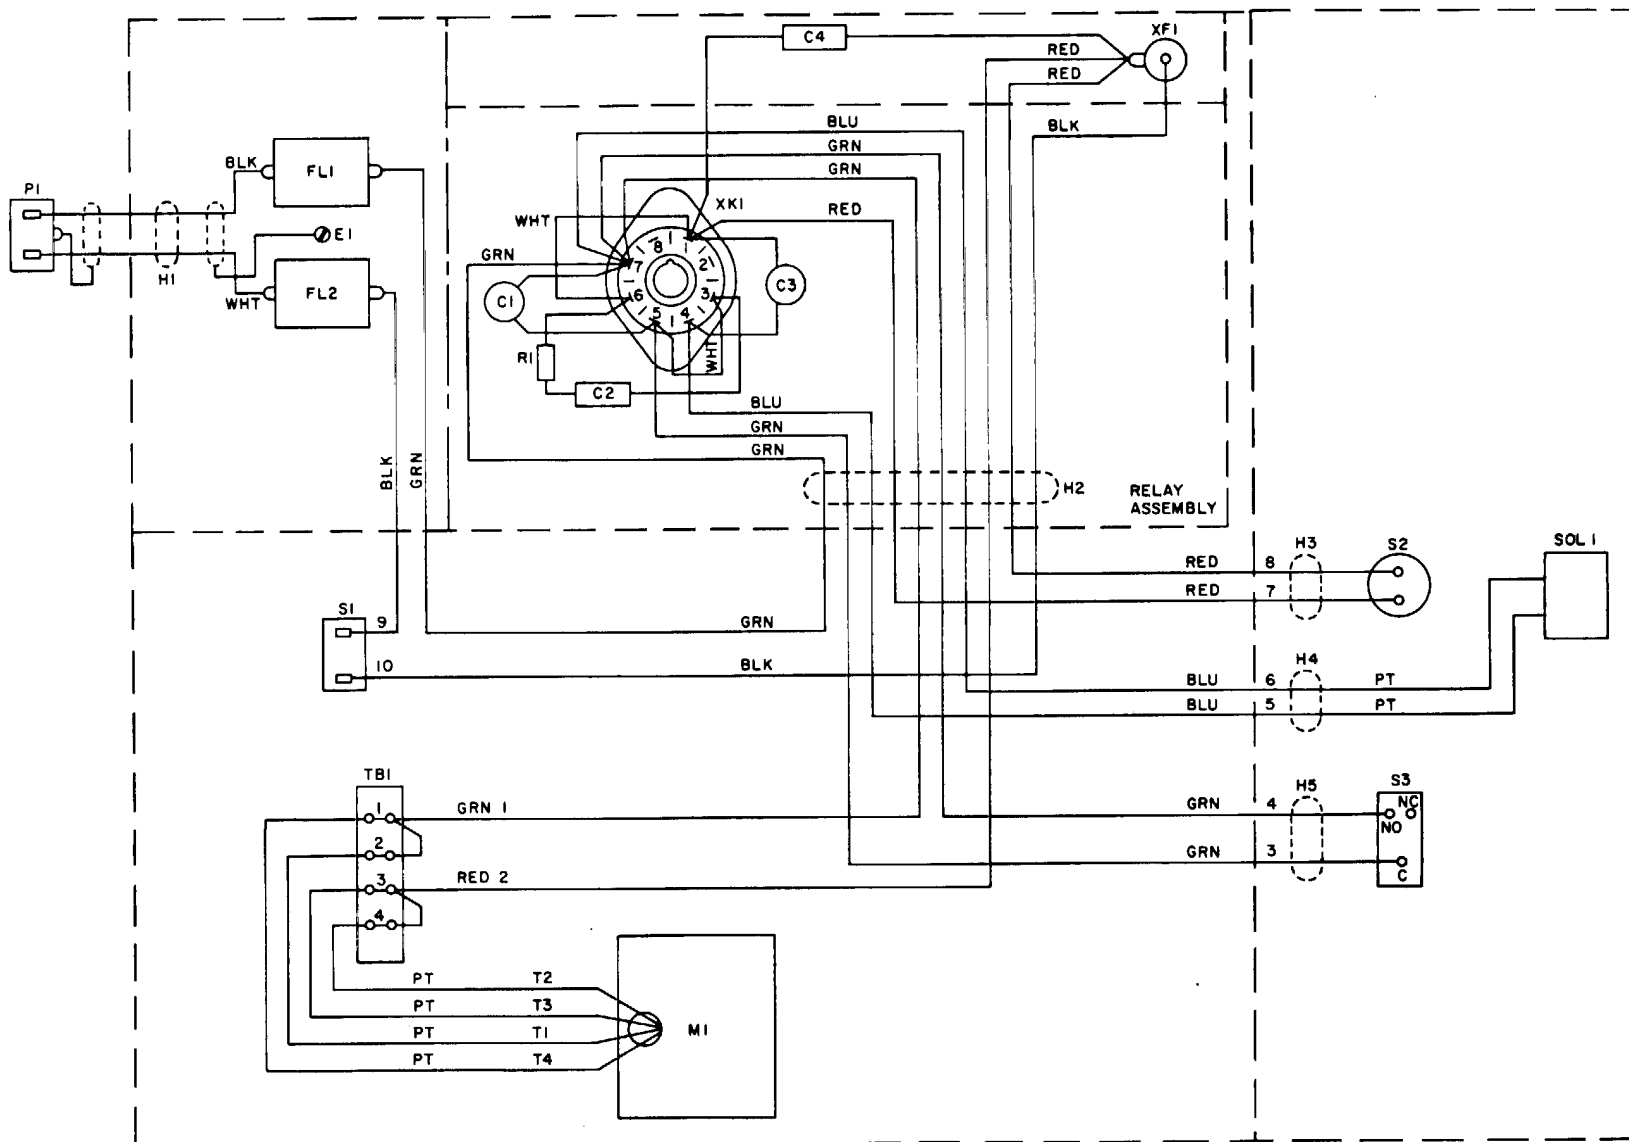 C4
XF1
RED
RED
BLU
BLK
GRN
GRN
BLK
FL1
P1
XK1
RED
WHT
E1
8
1
7
2
GRN
H1
6
3
C1
C3
WHT
FL2
5
4
R1
WHT
C2
BLU
GRN
GRN
BLK
GRN
H2
RELAY
ASSEMBLY
H3
S2
SOL 1
RED
8
RED
7
S1
9
GRN
10
BLK
H4
BLU
6
PT
BLU
5
PT
TB1
H5
S3
1
GRN 1
GRN
4
NC
NO
2
GRN
3
C
3
RED 2
4
PT
T2
PT
T3
M1
PT
T1
PT
T4